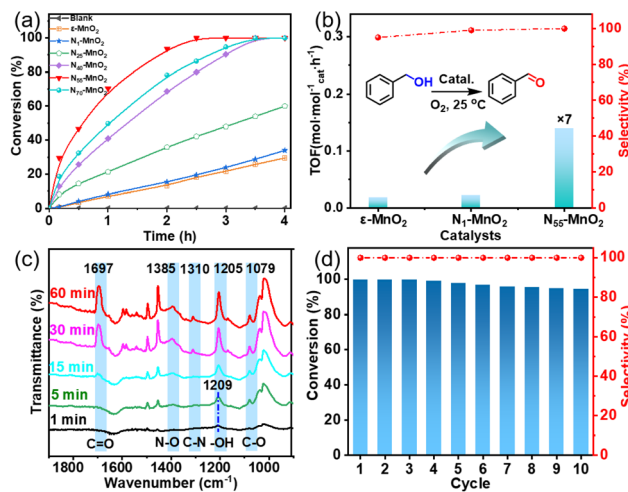 (a)
Conversion (%)
100
80
60
40
20
0
Blank
ε-MnO₂
N₁-MnO₂
N₂₅-MnO₂
N₄₀-MnO₂
N₅₅-MnO₂
N₇₀-MnO₂
0 1 2 3 4
Time (h)
(b)
TOF(mol·mol⁻¹cat·h⁻¹)
0.3
0.2
0.1
0.0
OH
Catal.
O₂, 25 °C
O
×7
ε-MnO₂ N₁-MnO₂ N₅₅-MnO₂
Catalysts
100
80
60
40
20
0
Selectivity (%)
(c)
Transmittance (%)
1697 1385 1310 1205 1079
60 min
30 min
15 min
5 min
1209
1 min
C=O N-O C-N -OH C-O
1800 1600 1400 1200 1000
Wavenumber (cm⁻¹)
(d)
Conversion (%)
100
80
60
40
20
0
1 2 3 4 5 6 7 8 9 10
Cycle
100
80
60
40
20
0
Selectivity (%)